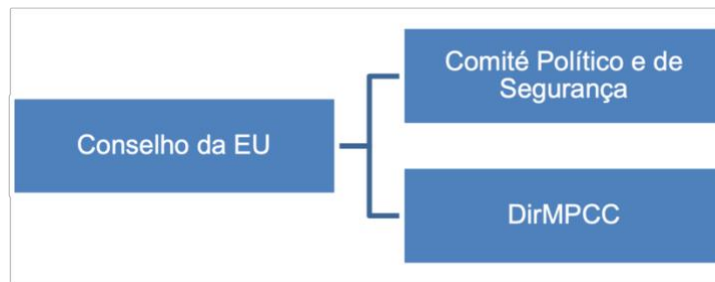 Comité Político e de
Segurança
Conselho da EU
DirMPCC